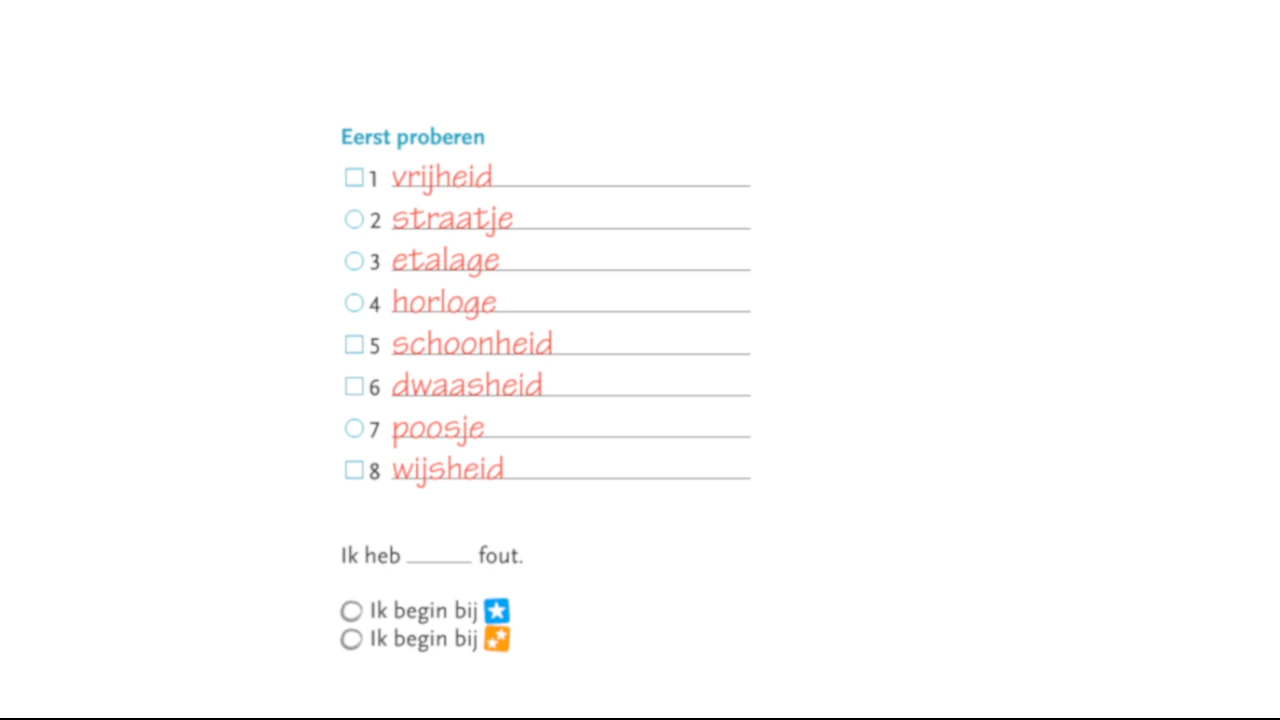 Eerst proberen
1 vrijheid
2 straatje
3 etalage
4 horloge
5 schoonheid
6 dwaasheid
7 poosje
8 wijsheid
Ik heb ______ fout.
Ik begin bij
Ik begin bij